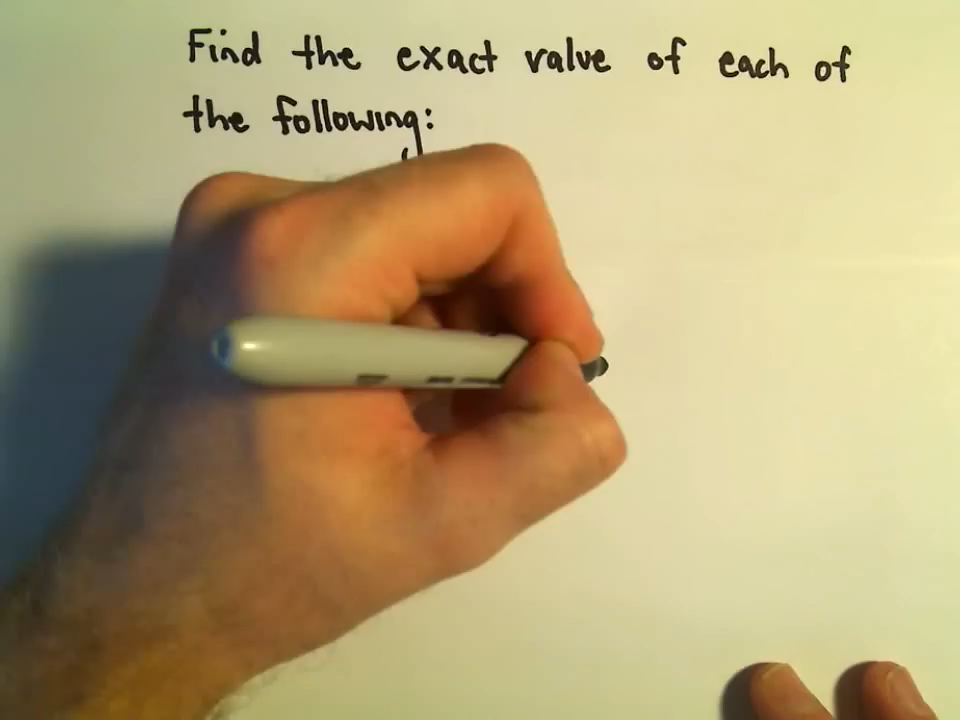 Find the exact value of each of
the following: